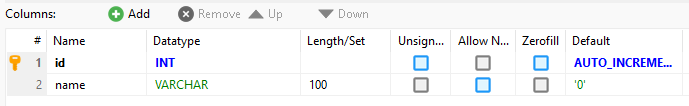 Columns: Add Remove Up Down
# Name Datatype Length/Set Unsign... Allow N... Zerofill Default
1 id INT AUTO_INCREME...
2 name VARCHAR 100 '0'